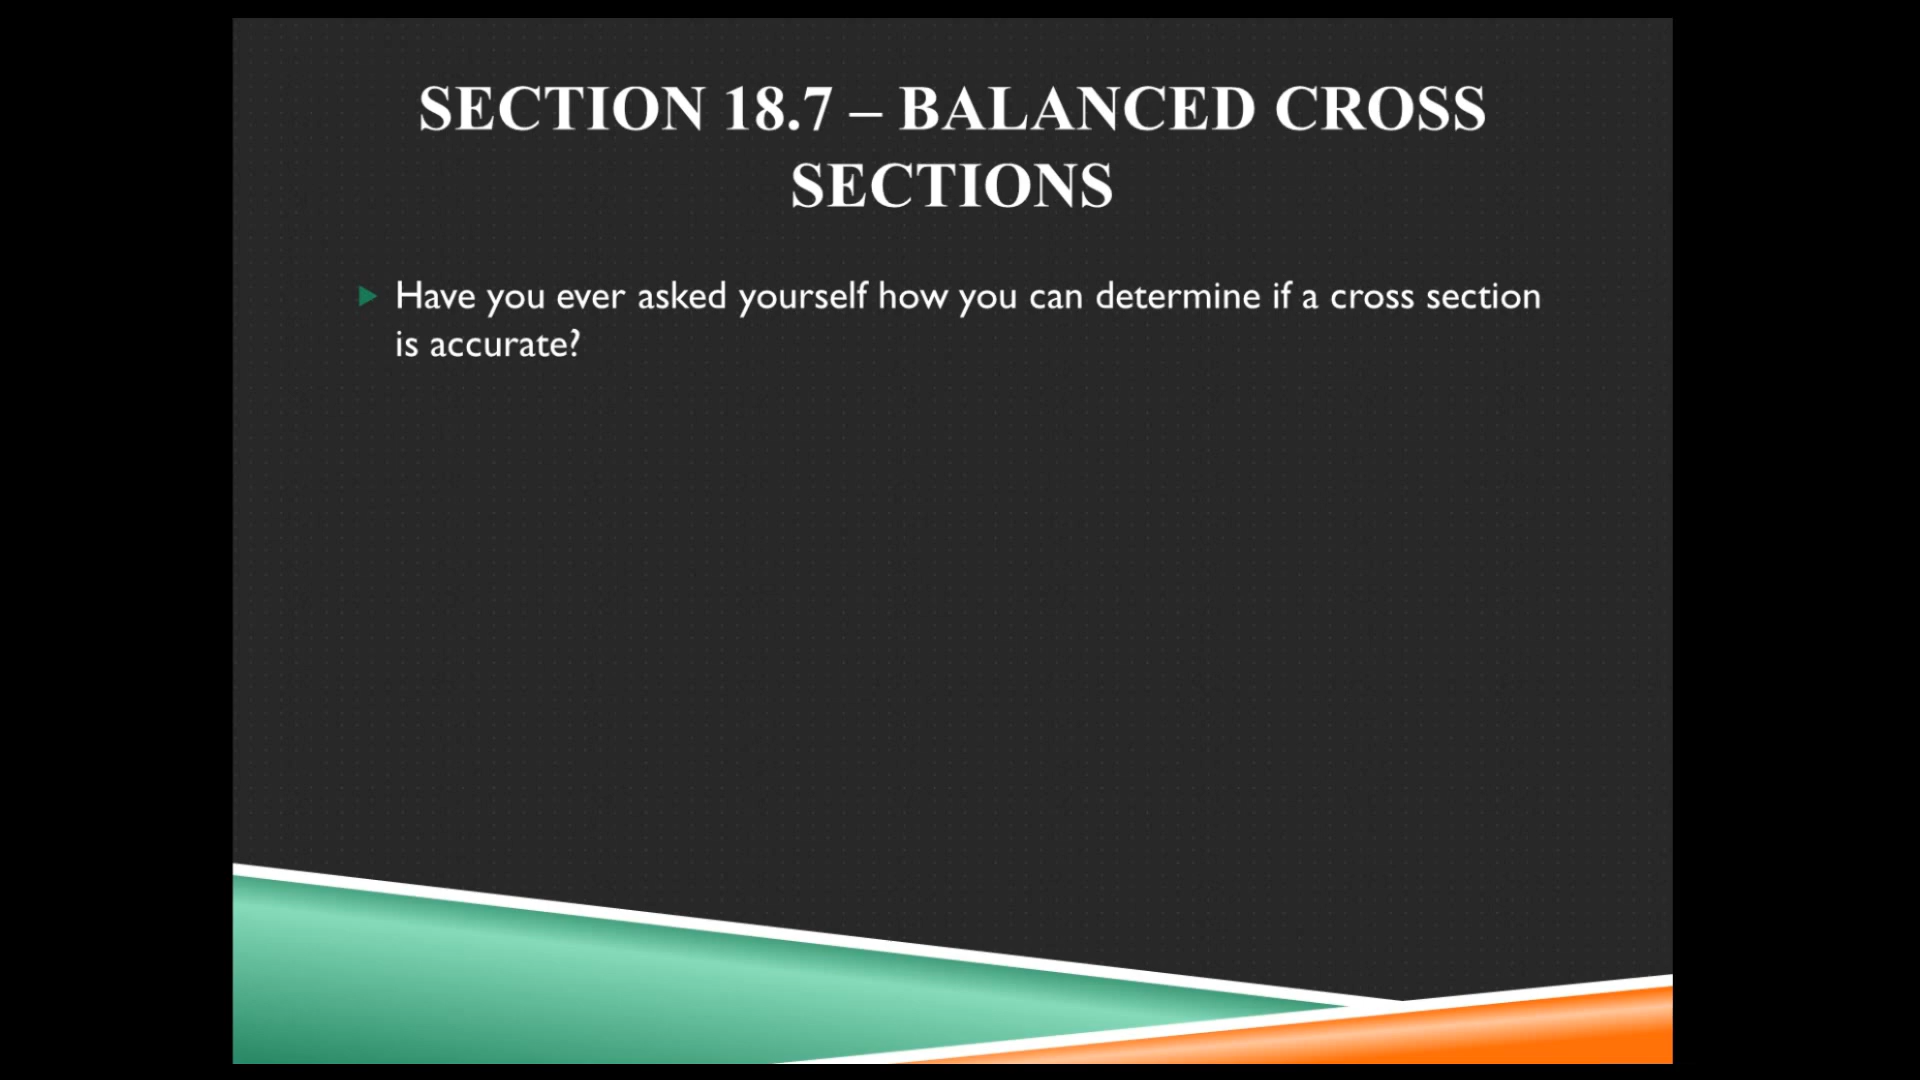 SECTION 18.7 – BALANCED CROSS
SECTIONS
Have you ever asked yourself how you can determine if a cross section
is accurate?